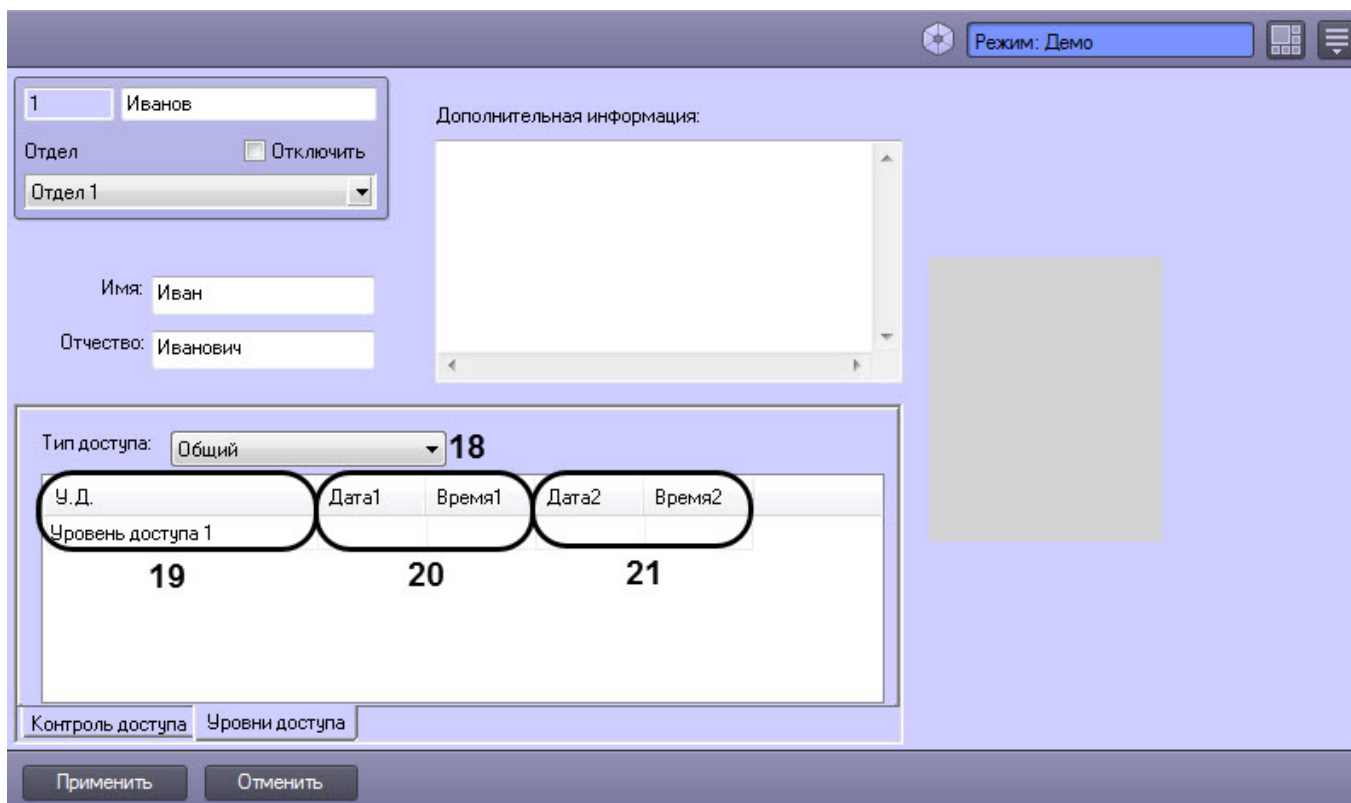 Режим: Демо
1 Иванов
Отдел Отключить
Отдел 1
Дополнительная информация:
Имя: Иван
Отчество: Иванович
Тип доступа: Общий 18
У.Д. Дата1 Время1 Дата2 Время2
Уровень доступа 1
19 20 21
Контроль доступа Уровни доступа
Применить Отменить